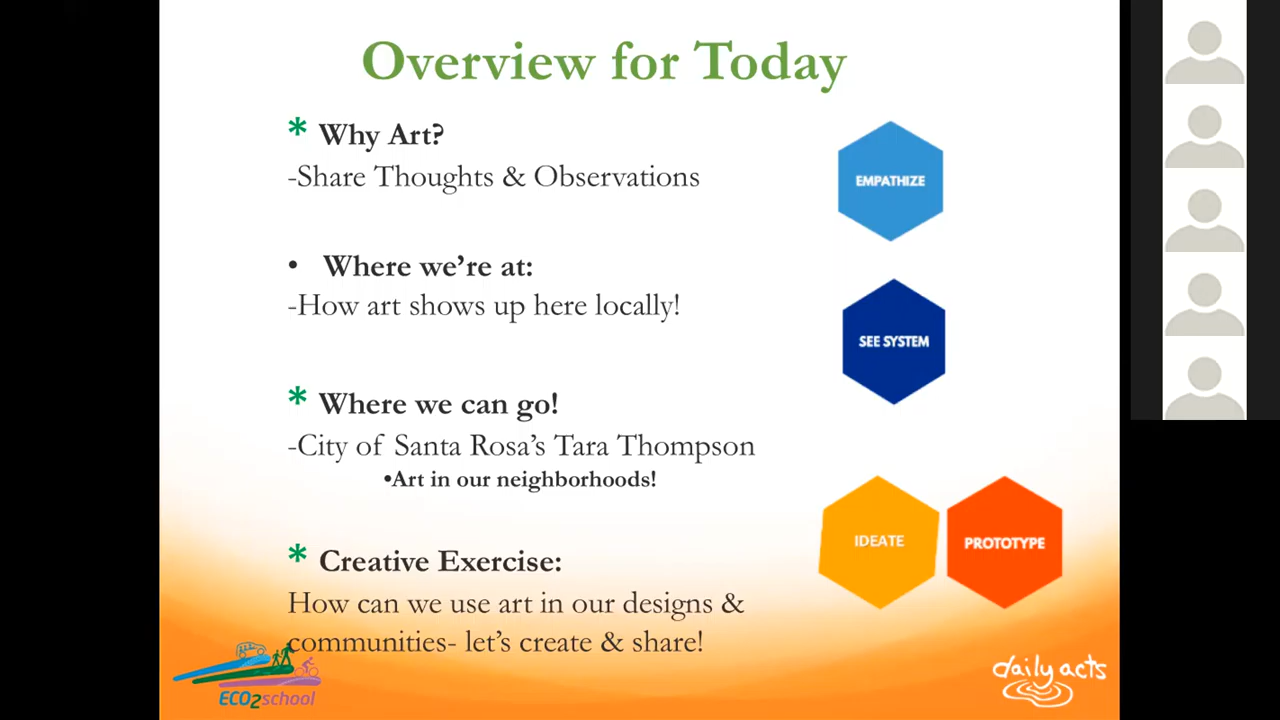 Overview for Today
* Why Art?
-Share Thoughts & Observations
EMPATHIZE
• Where we’re at:
-How art shows up here locally!
SEE SYSTEM
* Where we can go!
-City of Santa Rosa’s Tara Thompson
•Art in our neighborhoods!
IDEATE
PROTOTYPE
* Creative Exercise:
How can we use art in our designs &
communities- let’s create & share!
ECO2school
daily acts